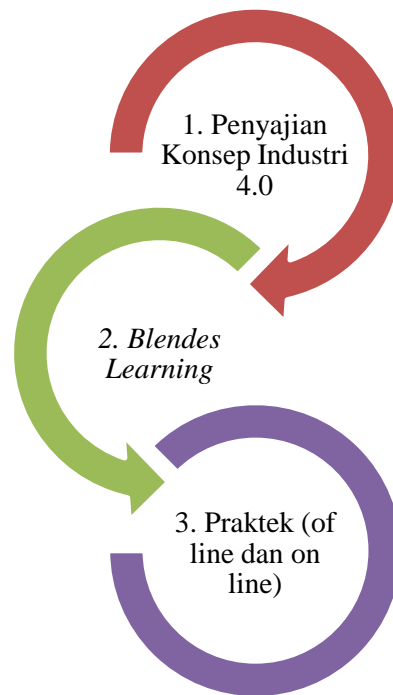 1. Penyajian
Konsep Industri
4.0
2. Blendes
Learning
3. Praktek (of
line dan on
line)